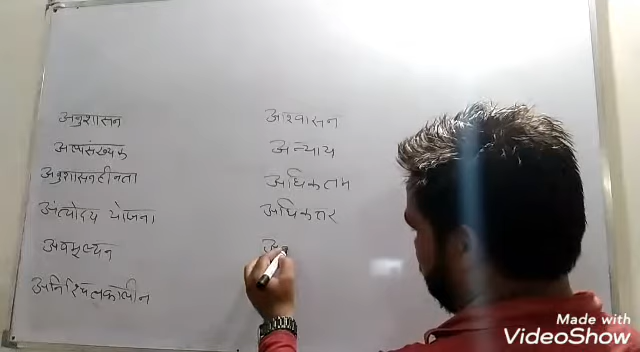 अनुशासन
अल्पसंख्यक
अनुशासनहीनता
अंत्योदय योजना
अवमूल्यन
अनिश्चितकालीन
आश्वासन
अन्याय
अधिकतम
अधिकतर
Made with
VideoShow